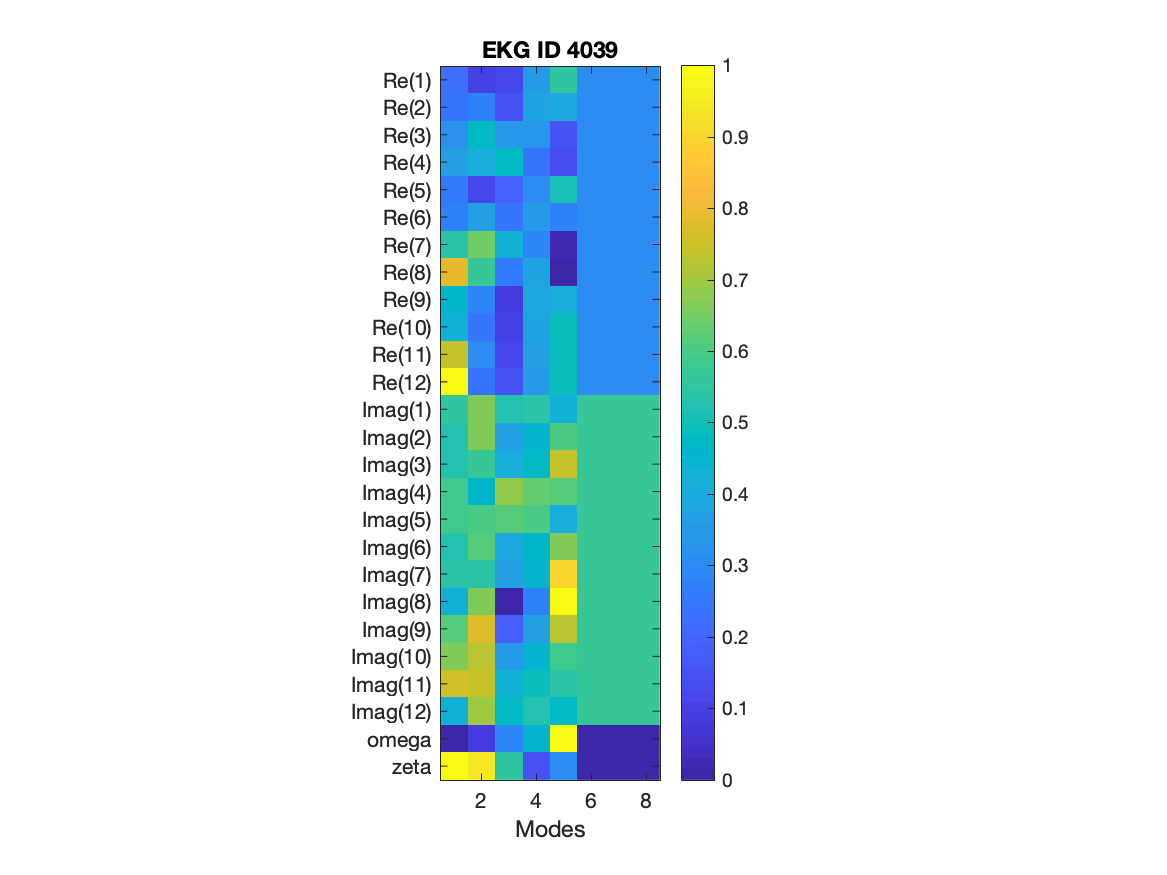 EKG ID 4039
Re(1)
Re(2)
Re(3)
Re(4)
Re(5)
Re(6)
Re(7)
Re(8)
Re(9)
Re(10)
Re(11)
Re(12)
Imag(1)
Imag(2)
Imag(3)
Imag(4)
Imag(5)
Imag(6)
Imag(7)
Imag(8)
Imag(9)
Imag(10)
Imag(11)
Imag(12)
omega
zeta
2 4 6 8
Modes
1
0.9
0.8
0.7
0.6
0.5
0.4
0.3
0.2
0.1
0